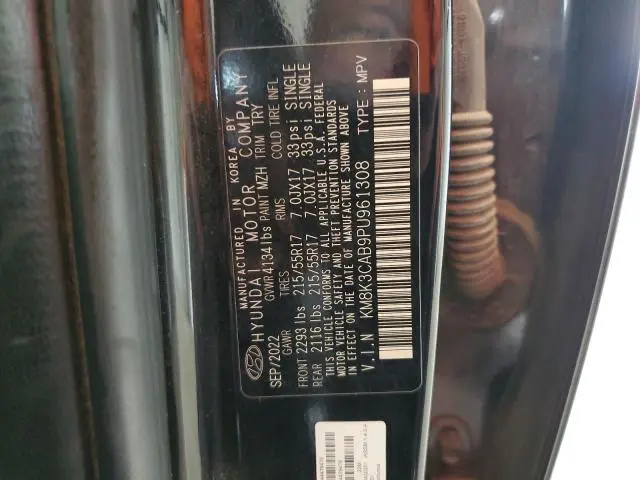 MANUFACTURED IN KOREA BY
HYUNDAI MOTOR COMPANY
SEP/2022 GVWR 4134 lbs PAINT MZH TRIM TRY
GAWR TIRES RIMS COLD TIRE INFL
FRONT 2293 lbs 215/55R17 7.0JX17 33psi SINGLE
REAR 2116 lbs 215/55R17 7.0JX17 33psi SINGLE
THIS VEHICLE CONFORMS TO ALL APPLICABLE U.S.A. FEDERAL
MOTOR VEHICLE SAFETY AND THEFT PREVENTION STANDARDS
IN EFFECT ON THE DATE OF MANUFACTURE SHOWN ABOVE
V.I.N KM8K3CAB9PU961308 TYPE : MPV